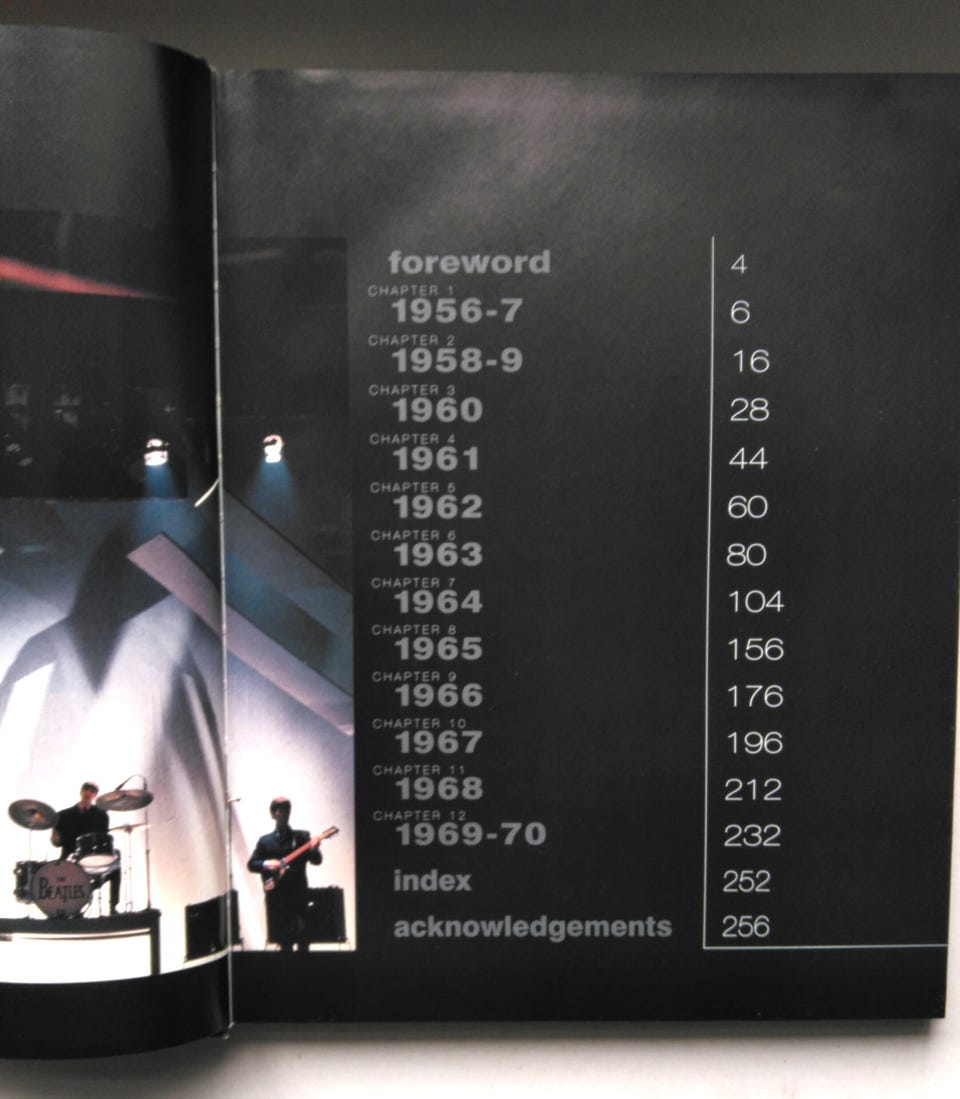 foreword 4
CHAPTER 1
1956-7 6
CHAPTER 2
1958-9 16
CHAPTER 3
1960 28
CHAPTER 4
1961 44
CHAPTER 5
1962 60
CHAPTER 6
1963 80
CHAPTER 7
1964 104
CHAPTER 8
1965 156
CHAPTER 9
1966 176
CHAPTER 10
1967 196
CHAPTER 11
1968 212
CHAPTER 12
1969-70 232
index 252
acknowledgements 256
THE
BEATLES